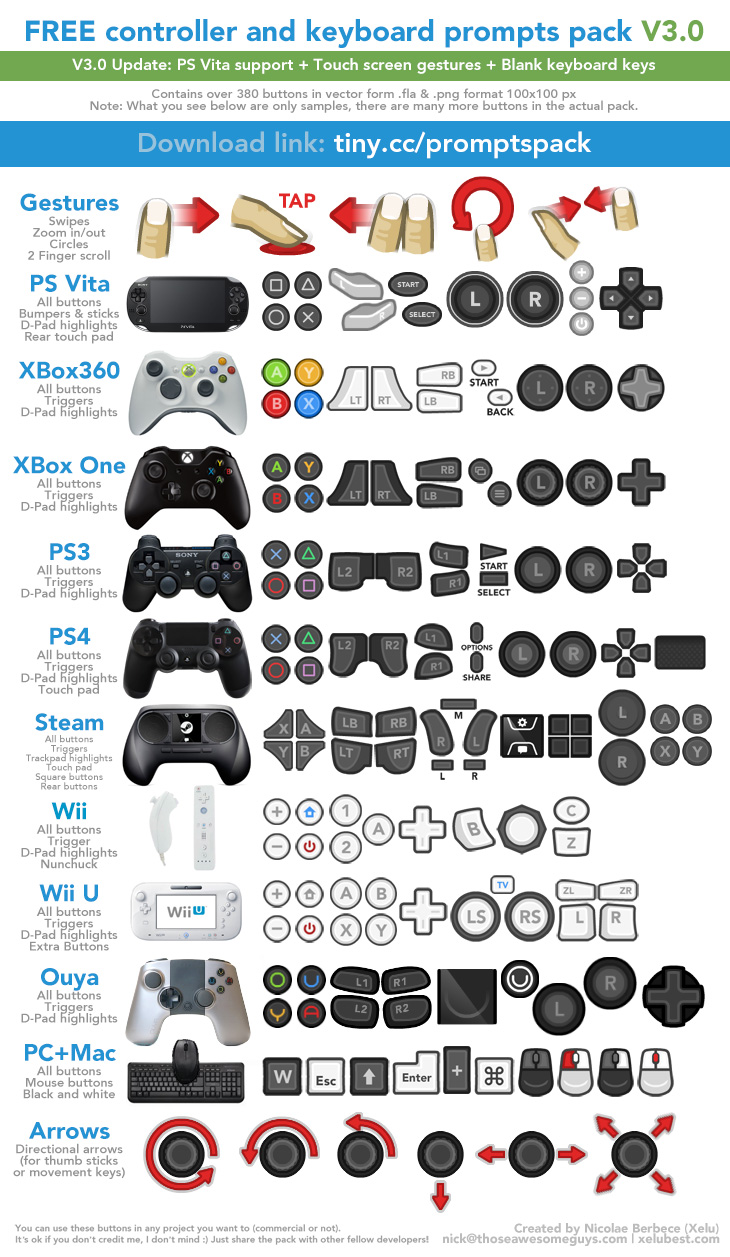 FREE controller and keyboard prompts pack V3.0
V3.0 Update: PS Vita support + Touch screen gestures + Blank keyboard keys
Contains over 380 buttons in vector form .fla & .png format 100x100 px
Note: What you see below are only samples, there are many more buttons in the actual pack.
Download link: tiny.cc/promptspack
Gestures
Swipes
Zoom in/out
Circles
2 Finger scroll
TAP
PS Vita
All buttons
Bumpers & sticks
D-Pad highlights
Rear touch pad
L
R
START
SELECT
L
R
XBox360
All buttons
Triggers
D-Pad highlights
A Y
B X
LT RT
RB
LB
START
BACK
L R
XBox One
All buttons
Triggers
D-Pad highlights
A Y
B X
LT RT
RB
LB
L R
PS3
All buttons
Triggers
D-Pad highlights
SONY
L2 R2
L1
R1
START
SELECT
L R
PS4
All buttons
Triggers
D-Pad highlights
Touch pad
L2 R2
L1
R1
OPTIONS
SHARE
L R
Steam
All buttons
Triggers
Trackpad highlights
Touch pad
Square buttons
Rear buttons
X A
Y B
LB RB
LT RT
M
R L
L R
L
R
A B
X Y
Wii
All buttons
Trigger
D-Pad highlights
Nunchuck
1
2
A
B
C
Z
Wii U
All buttons
Triggers
D-Pad highlights
Extra Buttons
Wii U
A B
X Y
LS RS
TV
ZL ZR
L R
Ouya
All buttons
Triggers
D-Pad highlights
O U
Y A
L1 R1
L2 R2
L
R
PC+Mac
All buttons
Mouse buttons
Black and white
W
Esc
Enter
+
⌘
Arrows
Directional arrows
(for thumb sticks
or movement keys)
You can use these buttons in any project you want (commercial or not).
It's ok if you don't credit me, I don't mind :) Just share the pack with other fellow developers!
Created by Nicolae Berbece (Xelu)
nick@thoseawesomeguys.com | xelubest.com